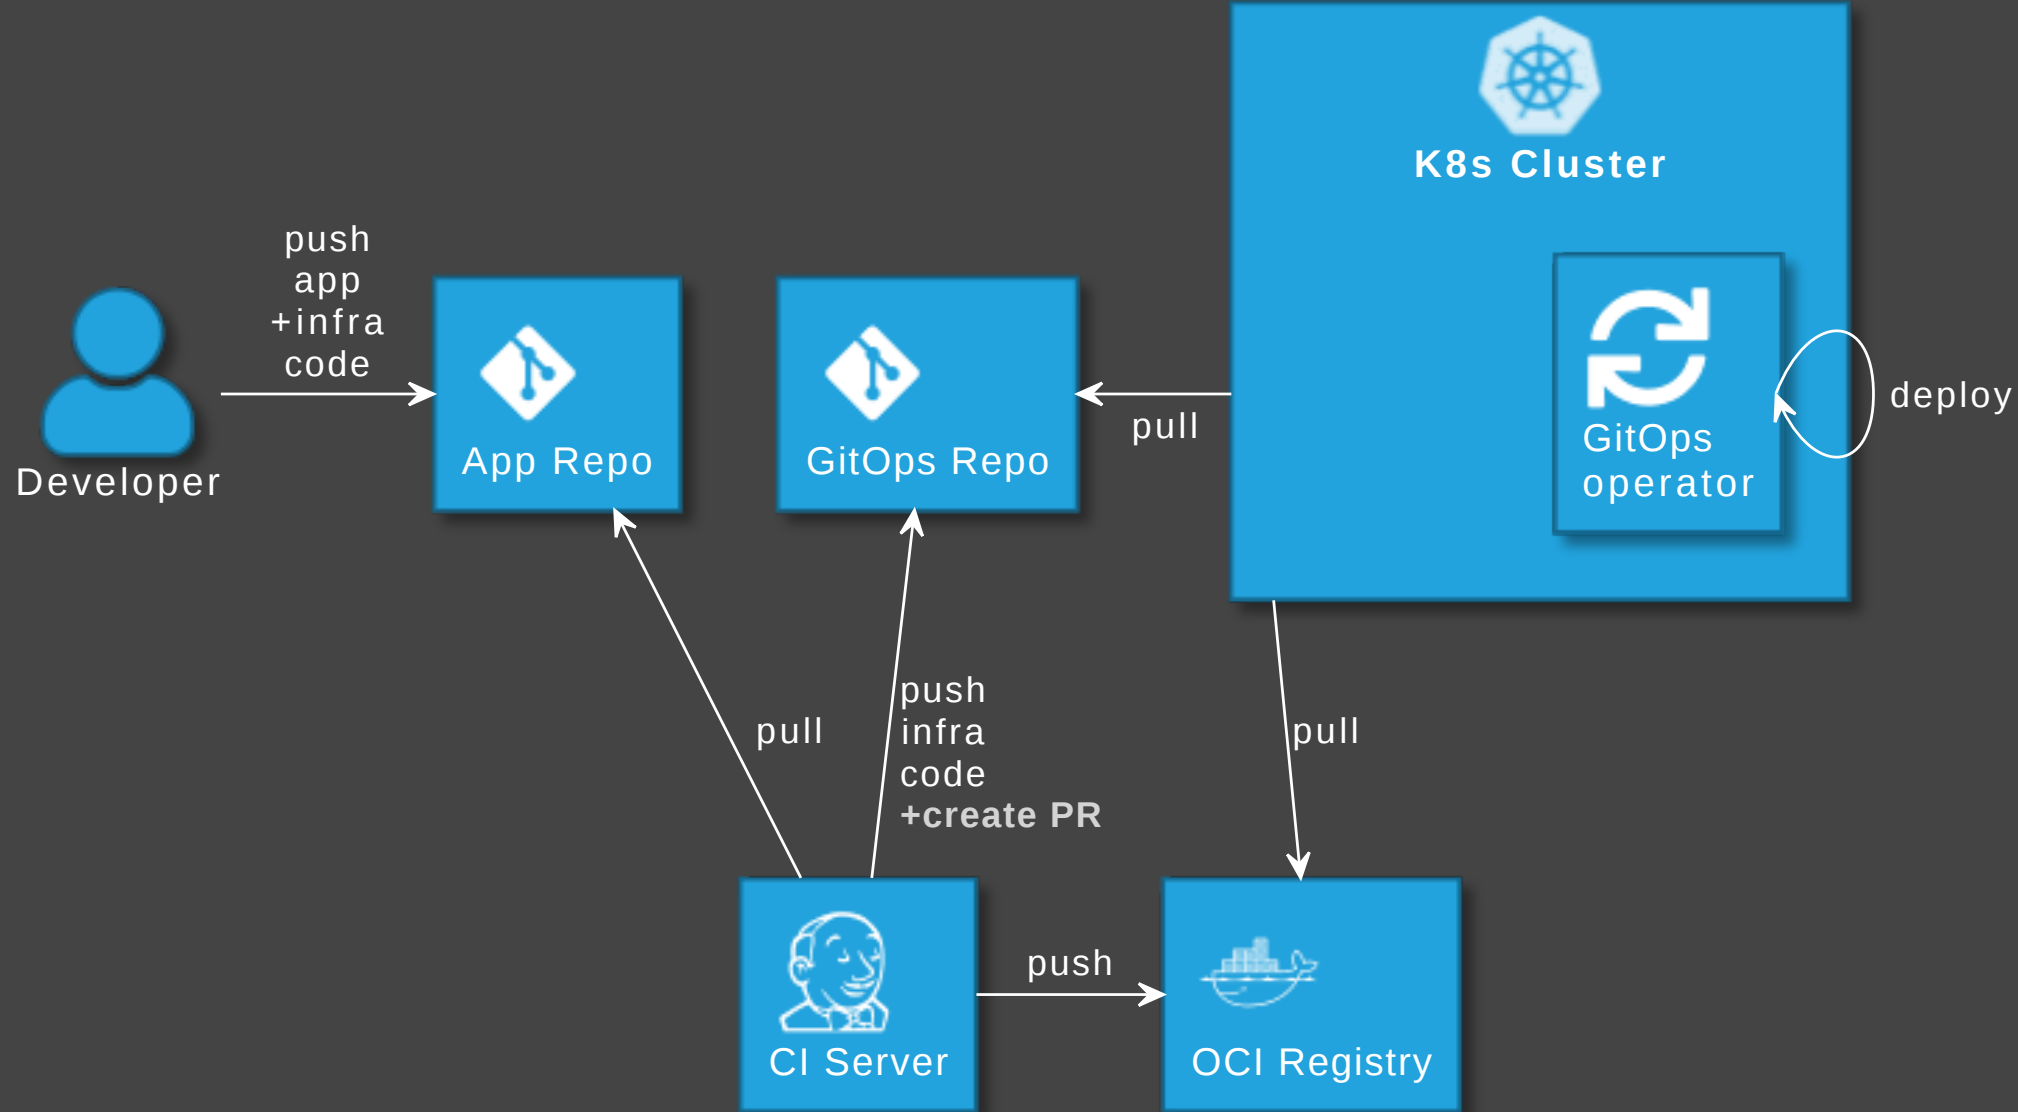 K8s Cluster
push
app
+infra
code
Developer
App Repo
GitOps Repo
pull
GitOps
operator
deploy
pull
push
infra
code
+create PR
pull
CI Server
push
OCI Registry